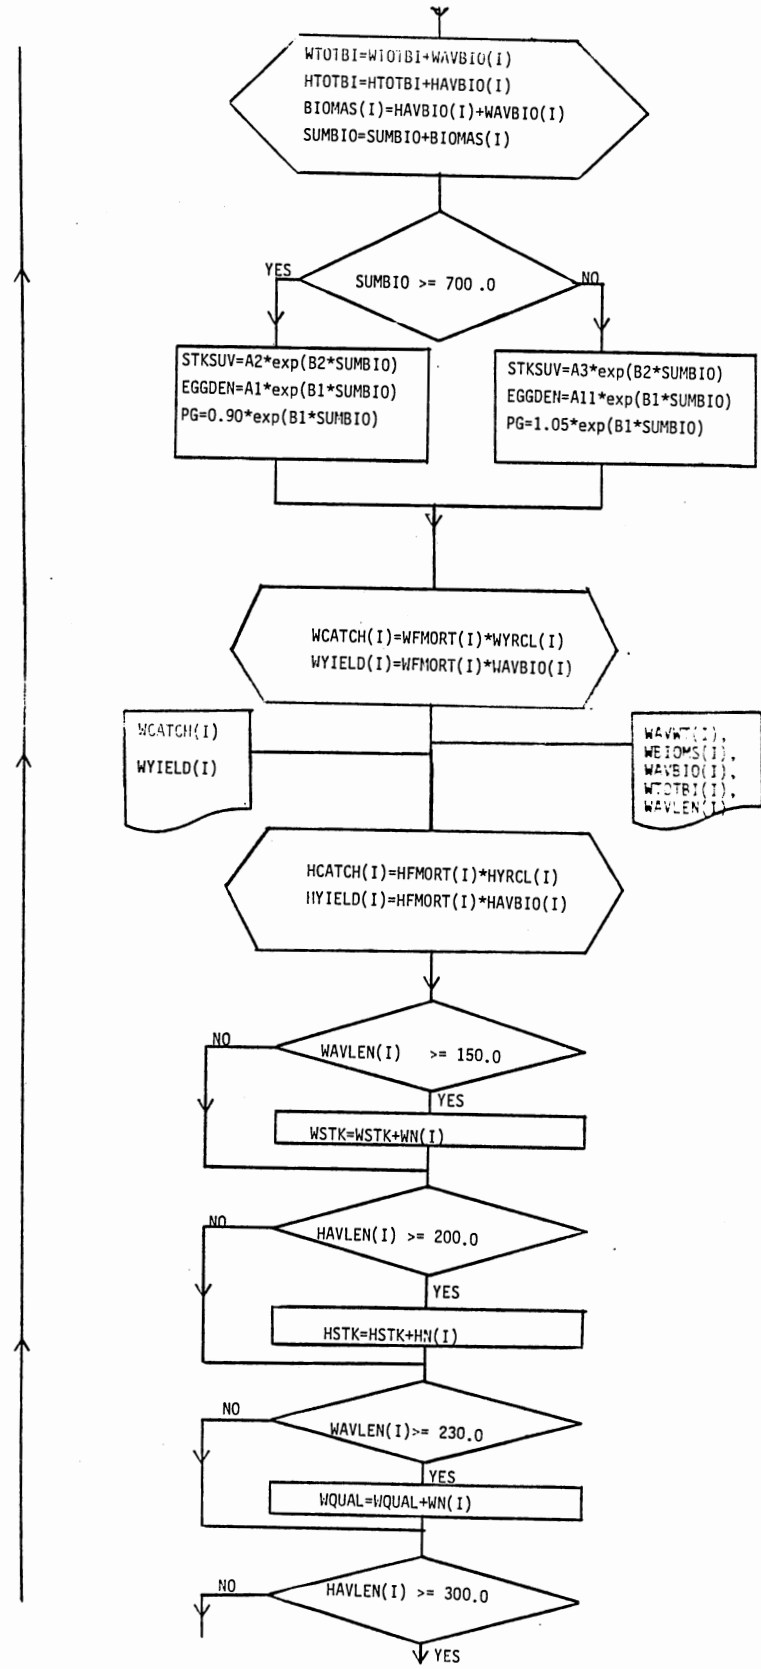 WTOTBI=WTOTBI+WAVBIO(I)
HTOTBI=HTOTBI+HAVBIO(I)
BIOMAS(I)=HAVBIO(I)+WAVBIO(I)
SUMBIO=SUMBIO+BIOMAS(I)
YES
SUMBIO >= 700.0
NO
STKSUV=A2*exp(B2*SUMBIO)
EGGDEN=A1*exp(B1*SUMBIO)
PG=0.90*exp(B1*SUMBIO)
STKSUV=A3*exp(B2*SUMBIO)
EGGDEN=A11*exp(B1*SUMBIO)
PG=1.05*exp(B1*SUMBIO)
WCATCH(I)=WFMORT(I)*WYRCL(I)
WYIELD(I)=WFMORT(I)*WAVBIO(I)
WCATCH(I)
WYIELD(I)
WAVWT(I),
WBIOMS(I),
WAVBIO(I),
WTOTBI(I),
WAVLEN(I)
HCATCH(I)=HFMORT(I)*HYRCL(I)
HYIELD(I)=HFMORT(I)*HAVBIO(I)
NO
WAVLEN(I) >= 150.0
YES
WSTK=WSTK+WN(I)
NO
HAVLEN(I) >= 200.0
YES
HSTK=HSTK+HN(I)
NO
WAVLEN(I)>= 230.0
YES
WQUAL=WQUAL+WN(I)
NO
HAVLEN(I) >= 300.0
YES